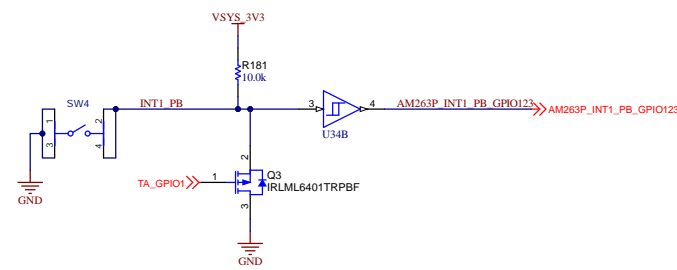 VSYS_3V3
R181
10.0k
SW4
INT1_PB
3
4
AM263P_INT1_PB_GPIO123
AM263P_INT1_PB_GPIO123
1
2
3
4
U34B
2
Q3
TA_GPIO1
1
IRLML6401TRPBF
3
GND
GND